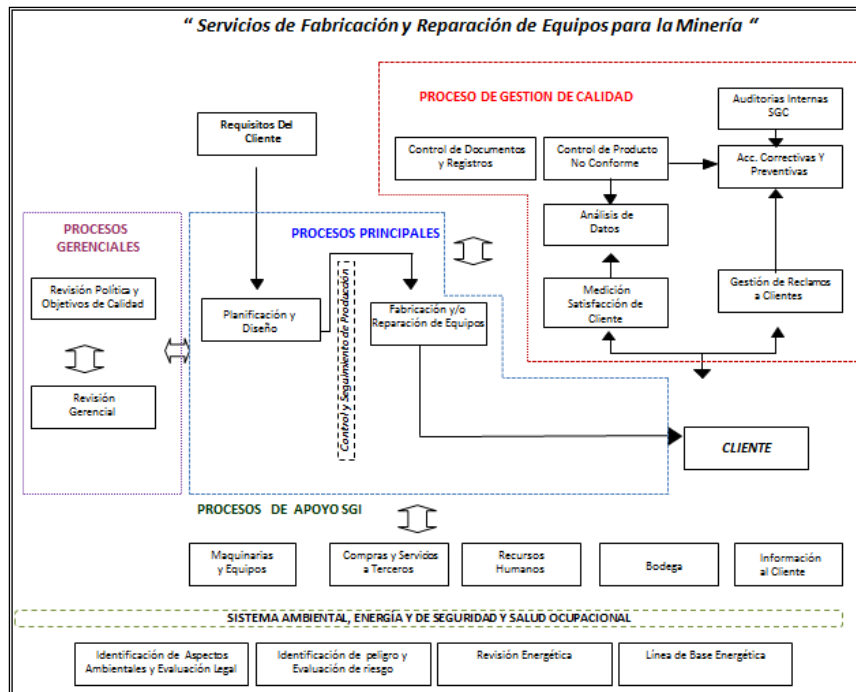 “ Servicios de Fabricación y Reparación de Equipos para la Minería “
PROCESO DE GESTION DE CALIDAD
Auditorias Internas
SGC
Requisitos Del
Cliente
Control de Documentos
y Registros
Control de Producto
No Conforme
Acc. Correctivas Y
Preventivas
Análisis de
Datos
PROCESOS
GERENCIALES
PROCESOS PRINCIPALES
Revisión Política y
Objetivos de Calidad
Planificación y
Diseño
Control y Seguimiento de Producción
Fabricación y/o
Reparación de Equipos
Medición
Satisfacción de
Cliente
Gestión de Reclamos
a Clientes
Revisión
Gerencial
CLIENTE
PROCESOS DE APOYO SGI
Maquinarias
y Equipos
Compras y Servicios
a Terceros
Recursos
Humanos
Bodega
Información
al Cliente
SISTEMA AMBIENTAL, ENERGÍA Y DE SEGURIDAD Y SALUD OCUPACIONAL
Identificación de Aspectos
Ambientales y Evaluación Legal
Identificación de peligro y
Evaluación de riesgo
Revisión Energética
Línea de Base Energética